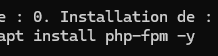 e : 0. Installation de :
apt install php-fpm -y